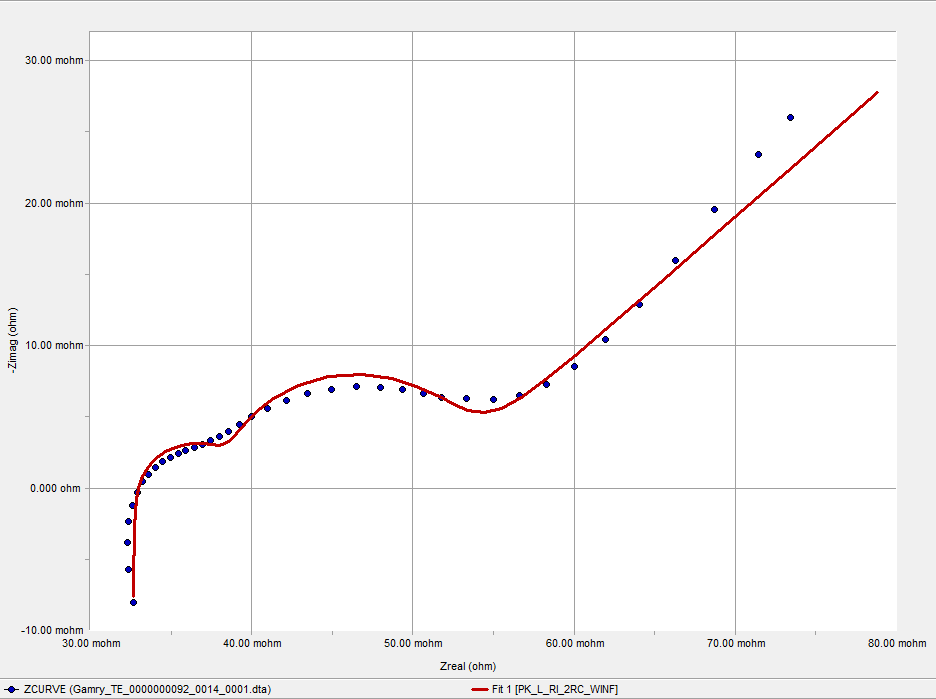 30.00 mohm
20.00 mohm
10.00 mohm
0.000 ohm
-10.00 mohm
-Zimag (ohm)
30.00 mohm 40.00 mohm 50.00 mohm 60.00 mohm 70.00 mohm 80.00 mohm
Zreal (ohm)
ZCURVE (Gamry_TE_0000000092_0014_0001.dta) Fit 1 [PK_L_RI_2RC_WINF]